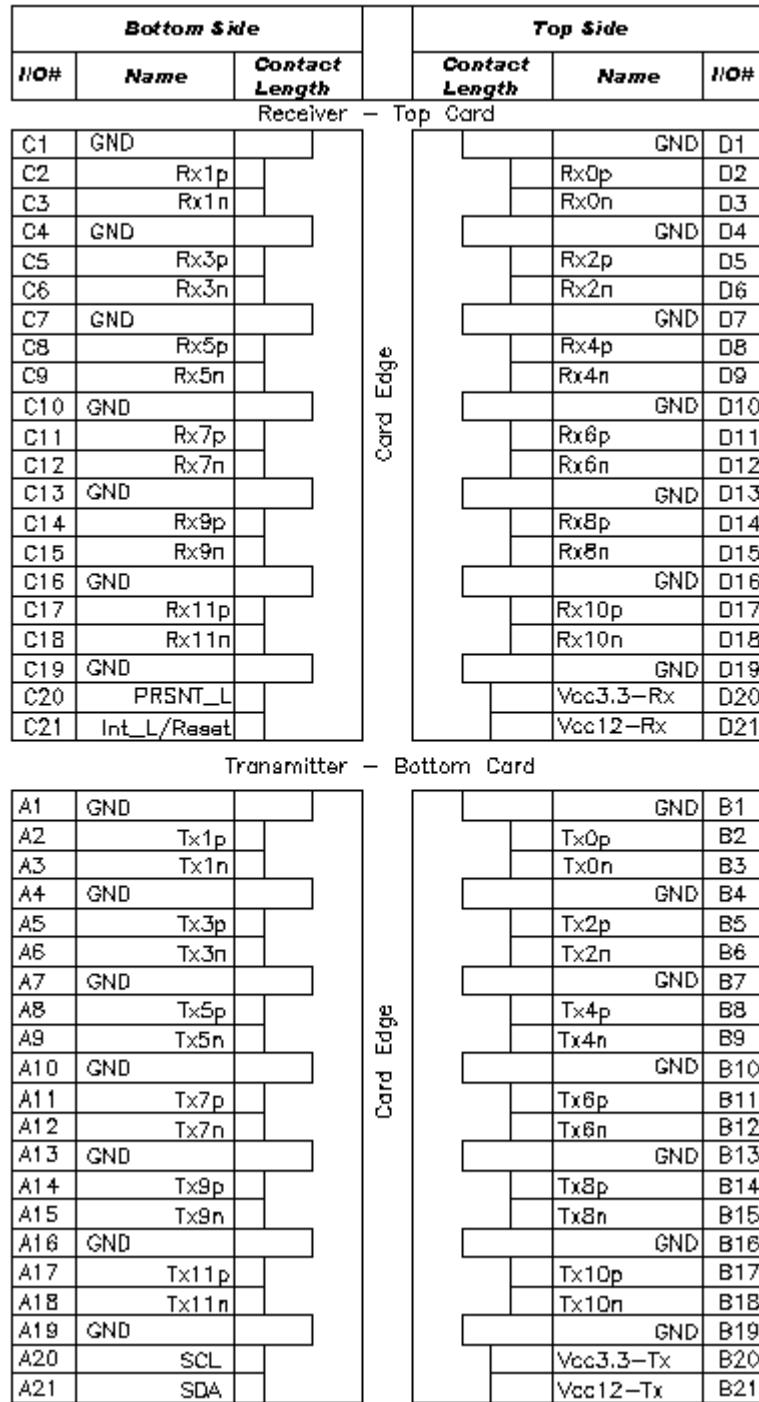 Bottom Side Top Side
I/O# Name Contact Length Contact Length Name I/O#
Receiver – Top Card
C1 GND GND D1
C2 Rx1p Rx0p D2
C3 Rx1n Rx0n D3
C4 GND GND D4
C5 Rx3p Rx2p D5
C6 Rx3n Rx2n D6
C7 GND GND D7
C8 Rx5p Rx4p D8
C9 Rx5n Rx4n D9
C10 GND GND D10
C11 Rx7p Rx6p D11
C12 Rx7n Rx6n D12
C13 GND GND D13
C14 Rx9p Rx8p D14
C15 Rx9n Rx8n D15
C16 GND GND D16
C17 Rx11p Rx10p D17
C18 Rx11n Rx10n D18
C19 GND GND D19
C20 PRSNT_L Vcc3.3–Rx D20
C21 Int_L/Reset Vcc12–Rx D21
Card Edge
Transmitter – Bottom Card
A1 GND GND B1
A2 Tx1p Tx0p B2
A3 Tx1n Tx0n B3
A4 GND GND B4
A5 Tx3p Tx2p B5
A6 Tx3n Tx2n B6
A7 GND GND B7
A8 Tx5p Tx4p B8
A9 Tx5n Tx4n B9
A10 GND GND B10
A11 Tx7p Tx6p B11
A12 Tx7n Tx6n B12
A13 GND GND B13
A14 Tx9p Tx8p B14
A15 Tx9n Tx8n B15
A16 GND GND B16
A17 Tx11p Tx10p B17
A18 Tx11n Tx10n B18
A19 GND GND B19
A20 SCL Vcc3.3–Tx B20
A21 SDA Vcc12–Tx B21
Card Edge